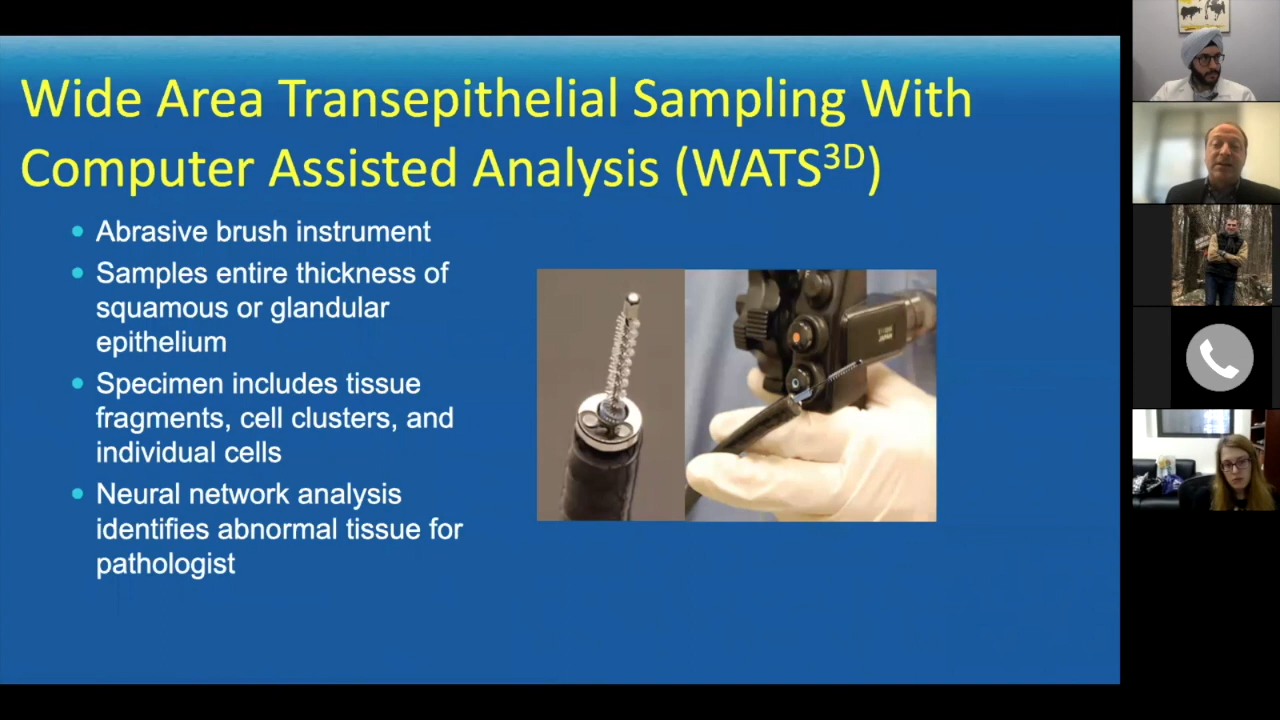 Wide Area Transepithelial Sampling With
Computer Assisted Analysis (WATS3D)
Abrasive brush instrument
Samples entire thickness of
squamous or glandular
epithelium
Specimen includes tissue
fragments, cell clusters, and
individual cells
Neural network analysis
identifies abnormal tissue for
pathologist
JAPAN